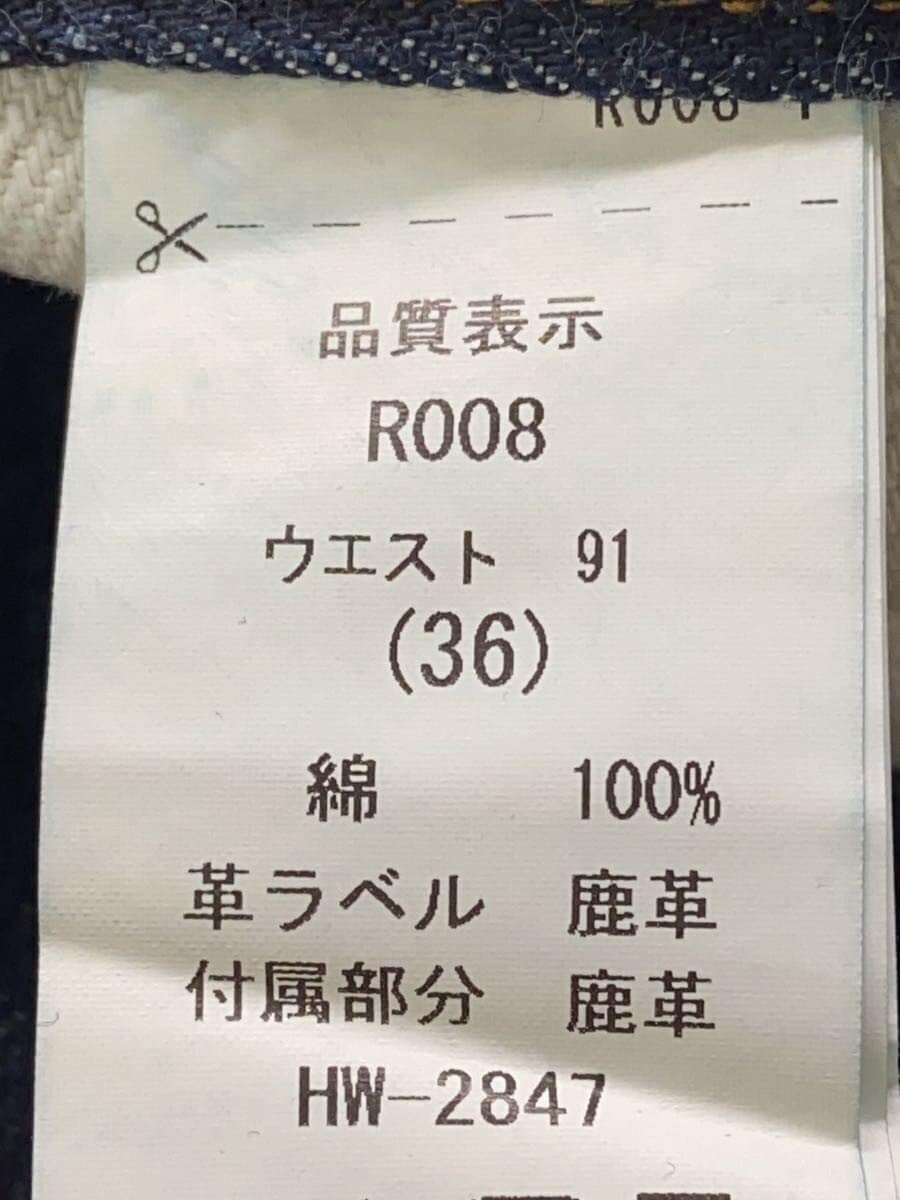 R008
品質表示
R008
ウエスト 91
(36)
綿 100%
革ラベル 鹿革
付属部分 鹿革
HW-2847